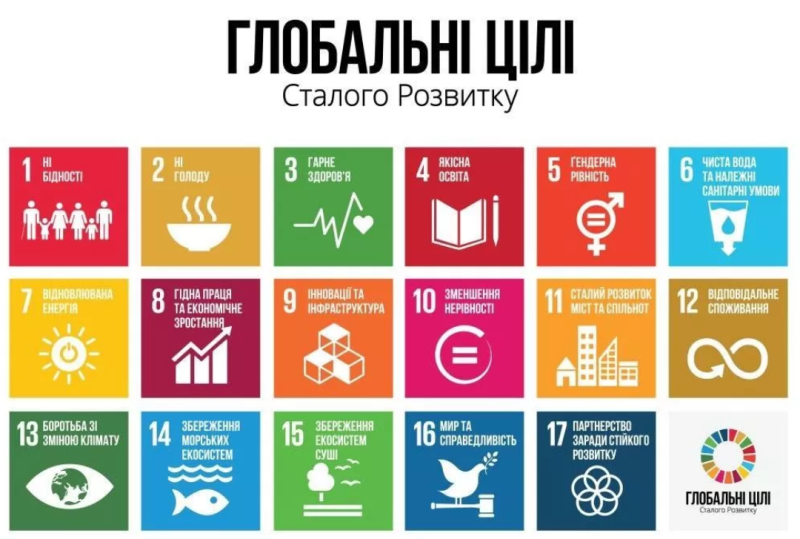 ГЛОБАЛЬНІ ЦІЛІ
Сталого Розвитку
1 НІ
БІДНОСТІ
2 НІ
ГОЛОДУ
3 ГАРНЕ
ЗДОРОВ'Я
4 ЯКІСНА
ОСВІТА
5 ГЕНДЕРНА
РІВНІСТЬ
6 ЧИСТА ВОДА
ТА НАЛЕЖНІ
САНІТАРНІ УМОВИ
7 ВІДНОВЛЮВАНА
ЕНЕРГІЯ
8 ГІДНА ПРАЦЯ
ТА ЕКОНОМІЧНЕ
ЗРОСТАННЯ
9 ІННОВАЦІЇ ТА
ІНФРАСТРУКТУРА
10 ЗМЕНШЕННЯ
НЕРІВНОСТІ
11 СТАЛИЙ РОЗВИТОК
МІСТ ТА СПІЛЬНОТ
12 ВІДПОВІДАЛЬНЕ
СПОЖИВАННЯ
13 БОРОТЬБА ЗІ
ЗМІНОЮ КЛІМАТУ
14 ЗБЕРЕЖЕННЯ
МОРСЬКИХ
ЕКОСИСТЕМ
15 ЗБЕРЕЖЕННЯ
ЕКОСИСТЕМ
СУШІ
16 МИР ТА
СПРАВЕДЛИВІСТЬ
17 ПАРТНЕРСТВО
ЗАРАДИ СТІЙКОГО
РОЗВИТКУ
ГЛОБАЛЬНІ ЦІЛІ
Сталого Розвитку